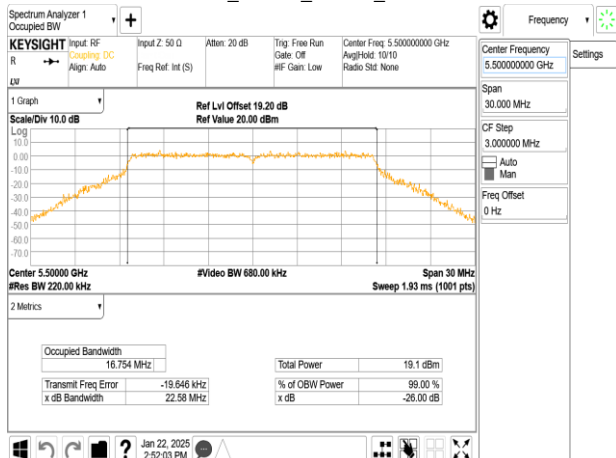 Spectrum Analyzer 1
Occupied BW
+
Frequency
KEYSIGHT
Input: RF
Coupling: DC
Align: Auto
R
LXI
Input Z: 50 Ω
Freq Ref: Int (S)
Atten: 20 dB
Trig: Free Run
Gate: Off
#IF Gain: Low
Center Freq: 5.500000000 GHz
Avg|Hold: 10/10
Radio Std: None
Center Frequency
5.500000000 GHz
Settings
Span
30.000 MHz
CF Step
3.000000 MHz
Auto
Man
Freq Offset
0 Hz
1 Graph
Scale/Div 10.0 dB
Ref Lvl Offset 19.20 dB
Ref Value 20.00 dBm
Log
10.0
0.00
-10.0
-20.0
-30.0
-40.0
-50.0
-60.0
-70.0
Center 5.50000 GHz
#Video BW 680.00 kHz
Span 30 MHz
#Res BW 220.00 kHz
Sweep 1.93 ms (1001 pts)
2 Metrics
Occupied Bandwidth
16.754 MHz
Total Power 19.1 dBm
Transmit Freq Error -19.646 kHz
% of OBW Power 99.00 %
x dB Bandwidth 22.58 MHz
x dB -26.00 dB
?
Jan 22, 2025
2:52:03 PM